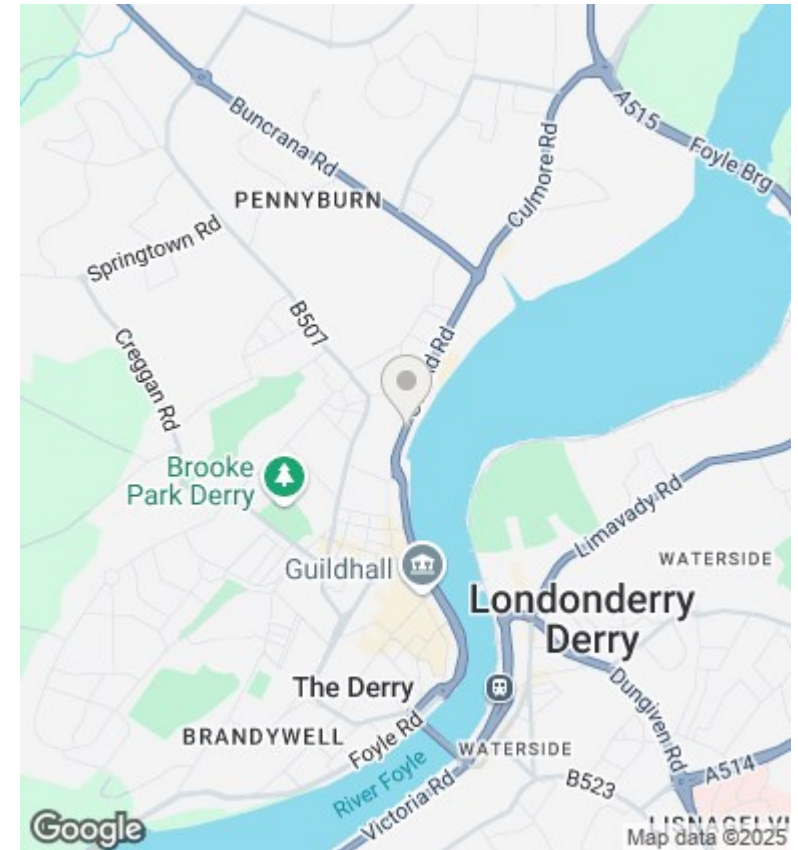 A515
Foyle Brg
Buncrana Rd
Culmore Rd
PENNYBURN
Springtown Rd
B507
Creggan Rd
Rd
Brooke
Park Derry
Limavady Rd
Guildhall
WATERSIDE
Londonderry
Derry
The Derry
Dungiven Rd
BRANDYWELL
Foyle Rd
WATERSIDE
River Foyle
Victoria Rd
B523
A514
Google
Map data ©2025